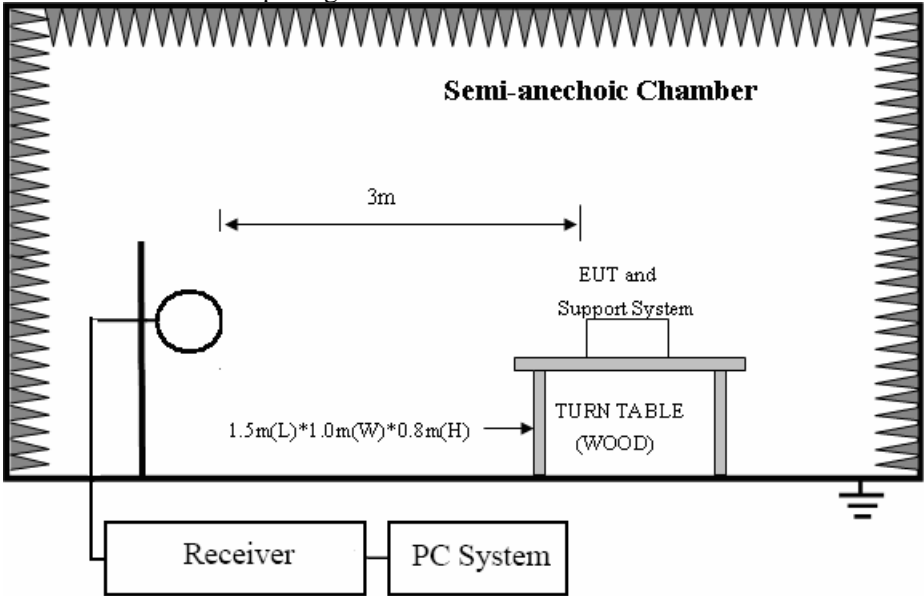 Semi-anechoic Chamber
3m
EUT and
Support System
1.5m(L)*1.0m(W)*0.8m(H)
TURN TABLE
(WOOD)
Receiver
PC System